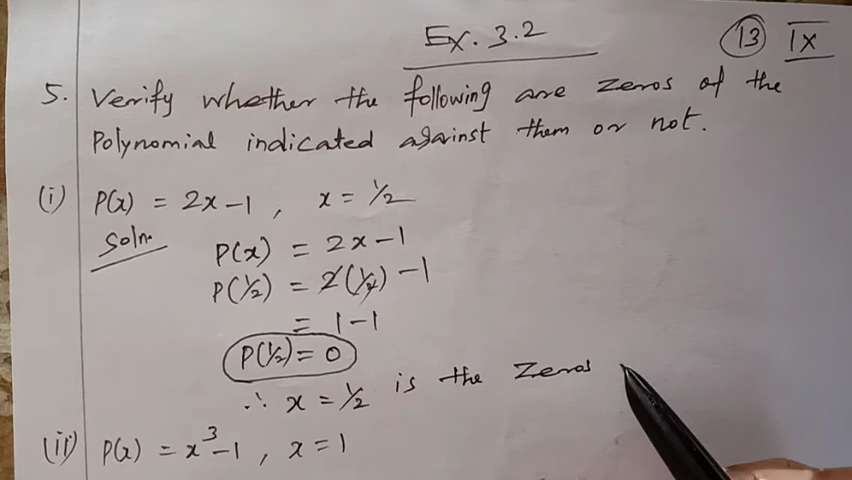 Ex. 3.2
13 IX
5. Verify whether the following are zeros of the
Polynomial indicated against them or not.
(i) P(x) = 2x-1, x = 1/2
Soln.
P(x) = 2x-1
P(1/2) = 2(1/2) -1
= 1-1
P(1/2) = 0
∴ x = 1/2 is the Zeros
(ii) P(x) = x³-1, x = 1